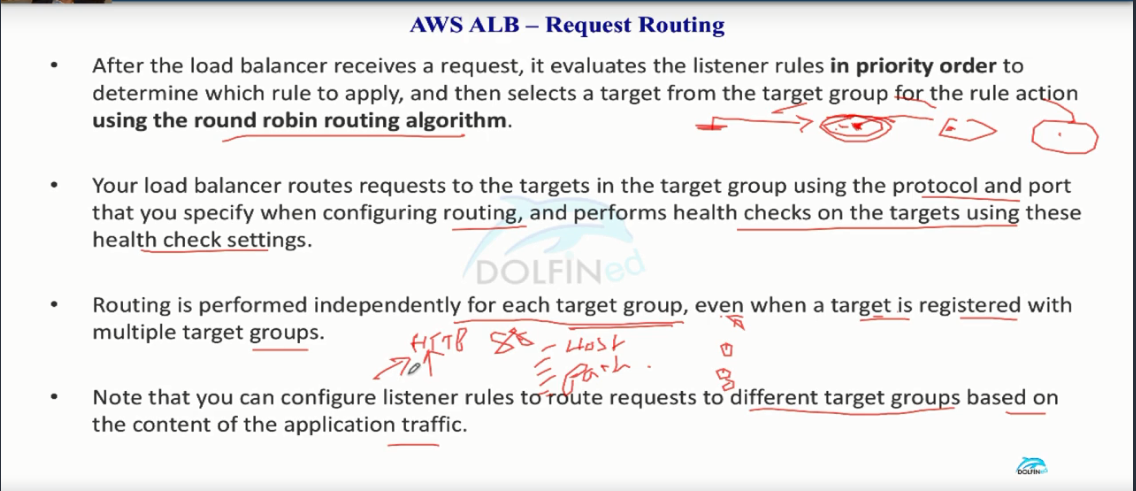 AWS ALB – Request Routing
• After the load balancer receives a request, it evaluates the listener rules in priority order to
determine which rule to apply, and then selects a target from the target group for the rule action
using the round robin routing algorithm.
• Your load balancer routes requests to the targets in the target group using the protocol and port
that you specify when configuring routing, and performs health checks on the targets using these
health check settings.
DOLFINed
• Routing is performed independently for each target group, even when a target is registered with
multiple target groups.
Host
Path
• Note that you can configure listener rules to route requests to different target groups based on
the content of the application traffic.
DOLFINed